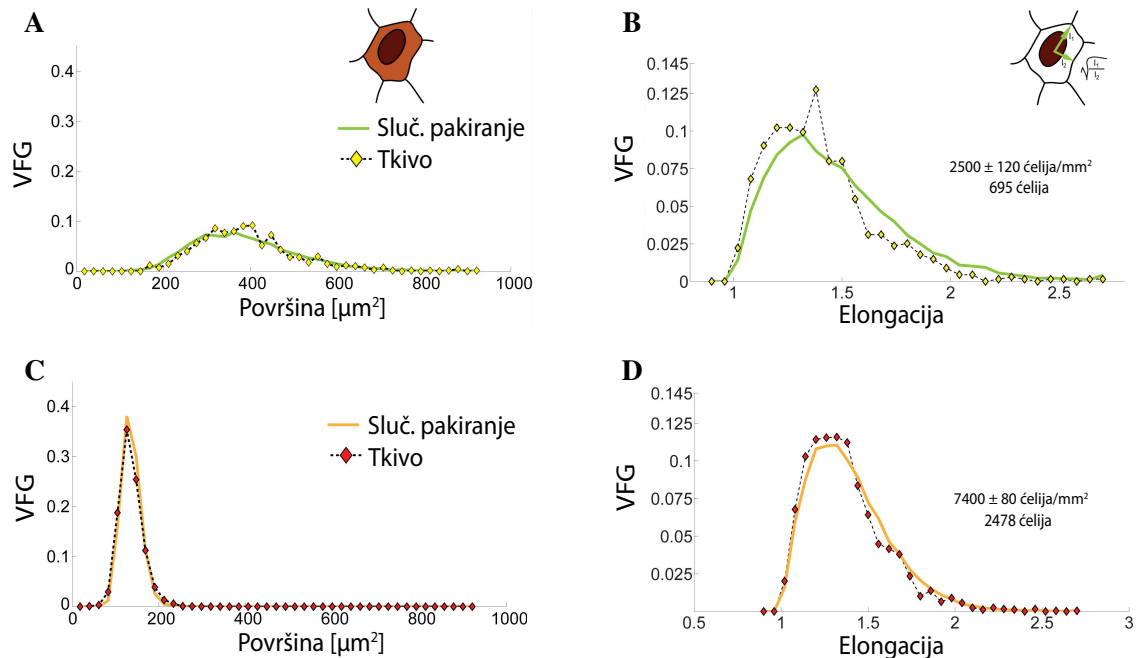 A
0.4
0.3
0.2
0.1
0
VFG
Sluč. pakiranje
Tkivo
0
200
400
600
800
1000
Površina [µm²]
B
0.145
0.125
0.1
0.075
0.05
0.025
0
VFG
l₁
l₂
√l₁/l₂
2500 ± 120 ćelija/mm²
695 ćelija
1
1.5
2
2.5
Elongacija
C
0.4
0.3
0.2
0.1
0
VFG
Sluč. pakiranje
Tkivo
0
200
400
600
800
1000
Površina [µm²]
D
0.145
0.125
0.1
0.075
0.05
0.025
VFG
7400 ± 80 ćelija/mm²
2478 ćelija
0.5
1
1.5
2
2.5
3
Elongacija